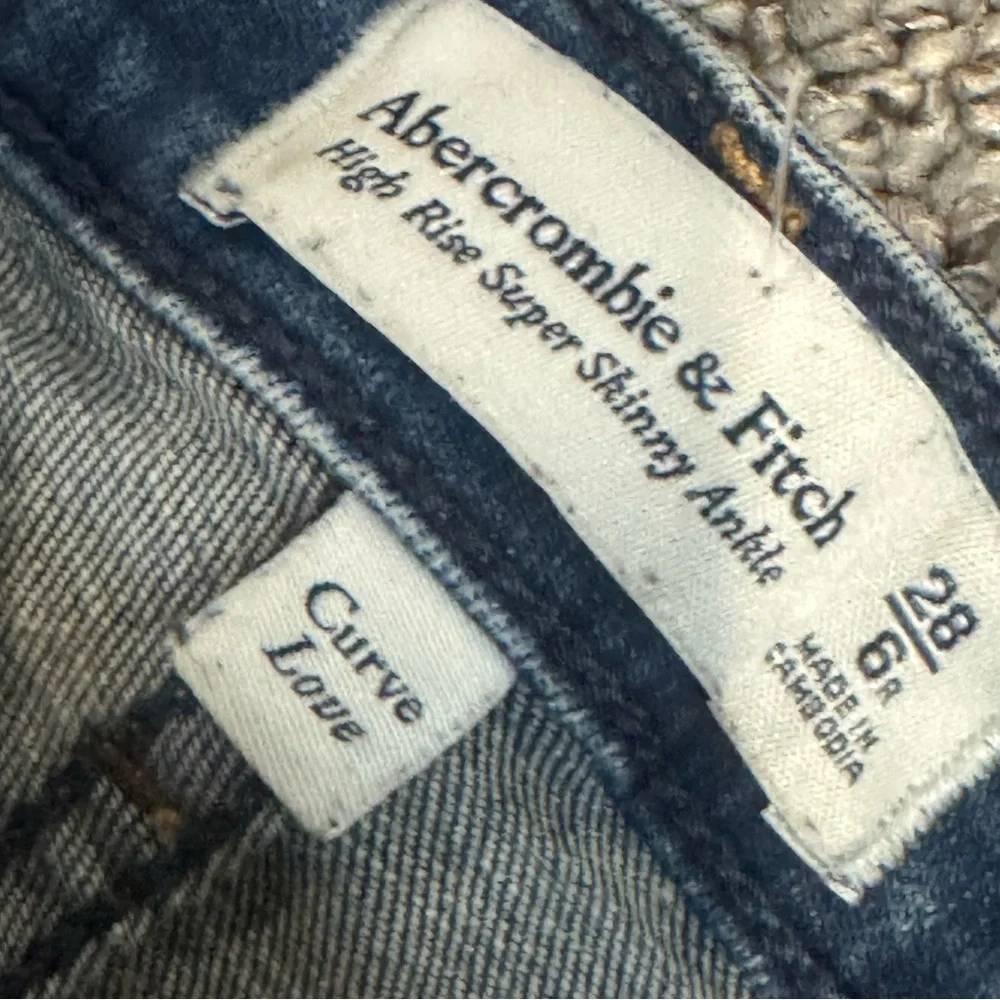 Abercrombie & Fitch
High Rise Super Skinny Ankle
28
6R
MADE IN
CAMBODIA
Curve
Love